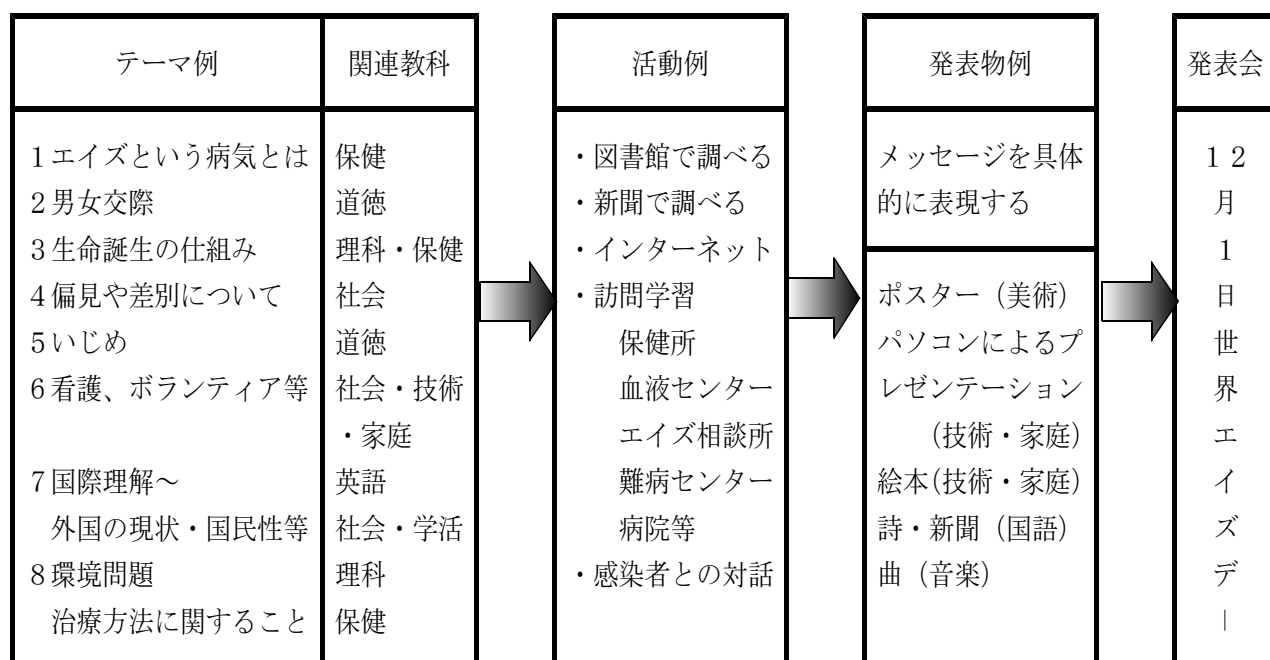 テーマ例
関連教科
1エイズという病気とは 保健
2男女交際 道徳
3生命誕生の仕組み 理科・保健
4偏見や差別について 社会
5いじめ 道徳
6看護、ボランティア等 社会・技術
・家庭
7国際理解～ 英語
外国の現状・国民性等 社会・学活
8環境問題 理科
治療方法に関すること 保健
活動例
・図書館で調べる
・新聞で調べる
・インターネット
・訪問学習
保健所
血液センター
エイズ相談所
難病センター
病院等
・感染者との対話
発表物例
メッセージを具体
的に表現する
ポスター（美術）
パソコンによるプ
レゼンテーション
（技術・家庭）
絵本(技術・家庭)
詩・新聞（国語）
曲（音楽）
発表会
１２月１日世界エイズデー